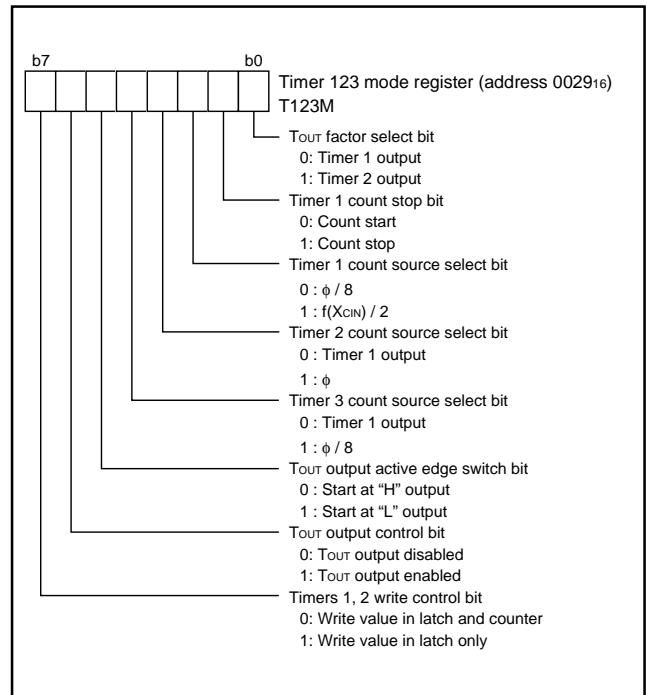 b7 b0
Timer 123 mode register (address 002916)
T123M
TOUT factor select bit
0: Timer 1 output
1: Timer 2 output
Timer 1 count stop bit
0: Count start
1: Count stop
Timer 1 count source select bit
0 : ϕ / 8
1 : f(XCIN) / 2
Timer 2 count source select bit
0 : Timer 1 output
1 : ϕ
Timer 3 count source select bit
0 : Timer 1 output
1 : ϕ / 8
TOUT output active edge switch bit
0 : Start at “H” output
1 : Start at “L” output
TOUT output control bit
0: TOUT output disabled
1: TOUT output enabled
Timers 1, 2 write control bit
0: Write value in latch and counter
1: Write value in latch only